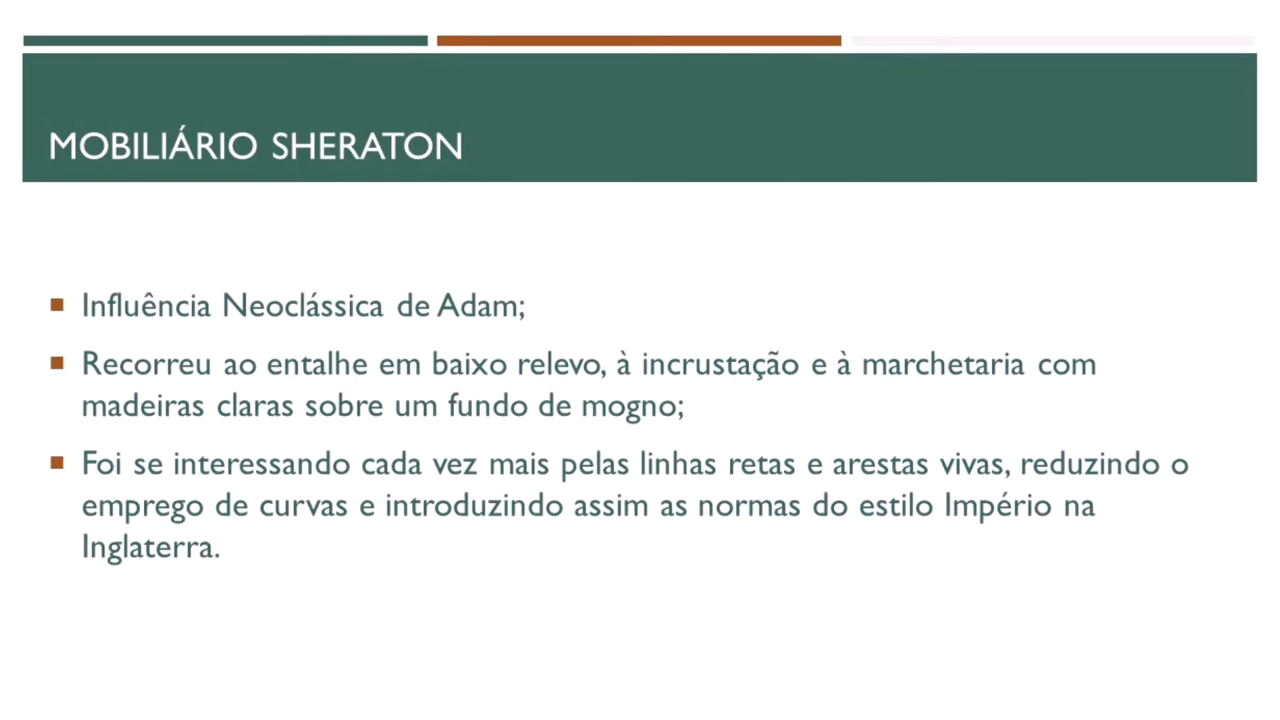 MOBILIÁRIO SHERATON
Influência Neoclássica de Adam;
Recorreu ao entalhe em baixo relevo, à incrustação e à marchetaria com
madeiras claras sobre um fundo de mogno;
Foi se interessando cada vez mais pelas linhas retas e arestas vivas, reduzindo o
emprego de curvas e introduzindo assim as normas do estilo Império na
Inglaterra.